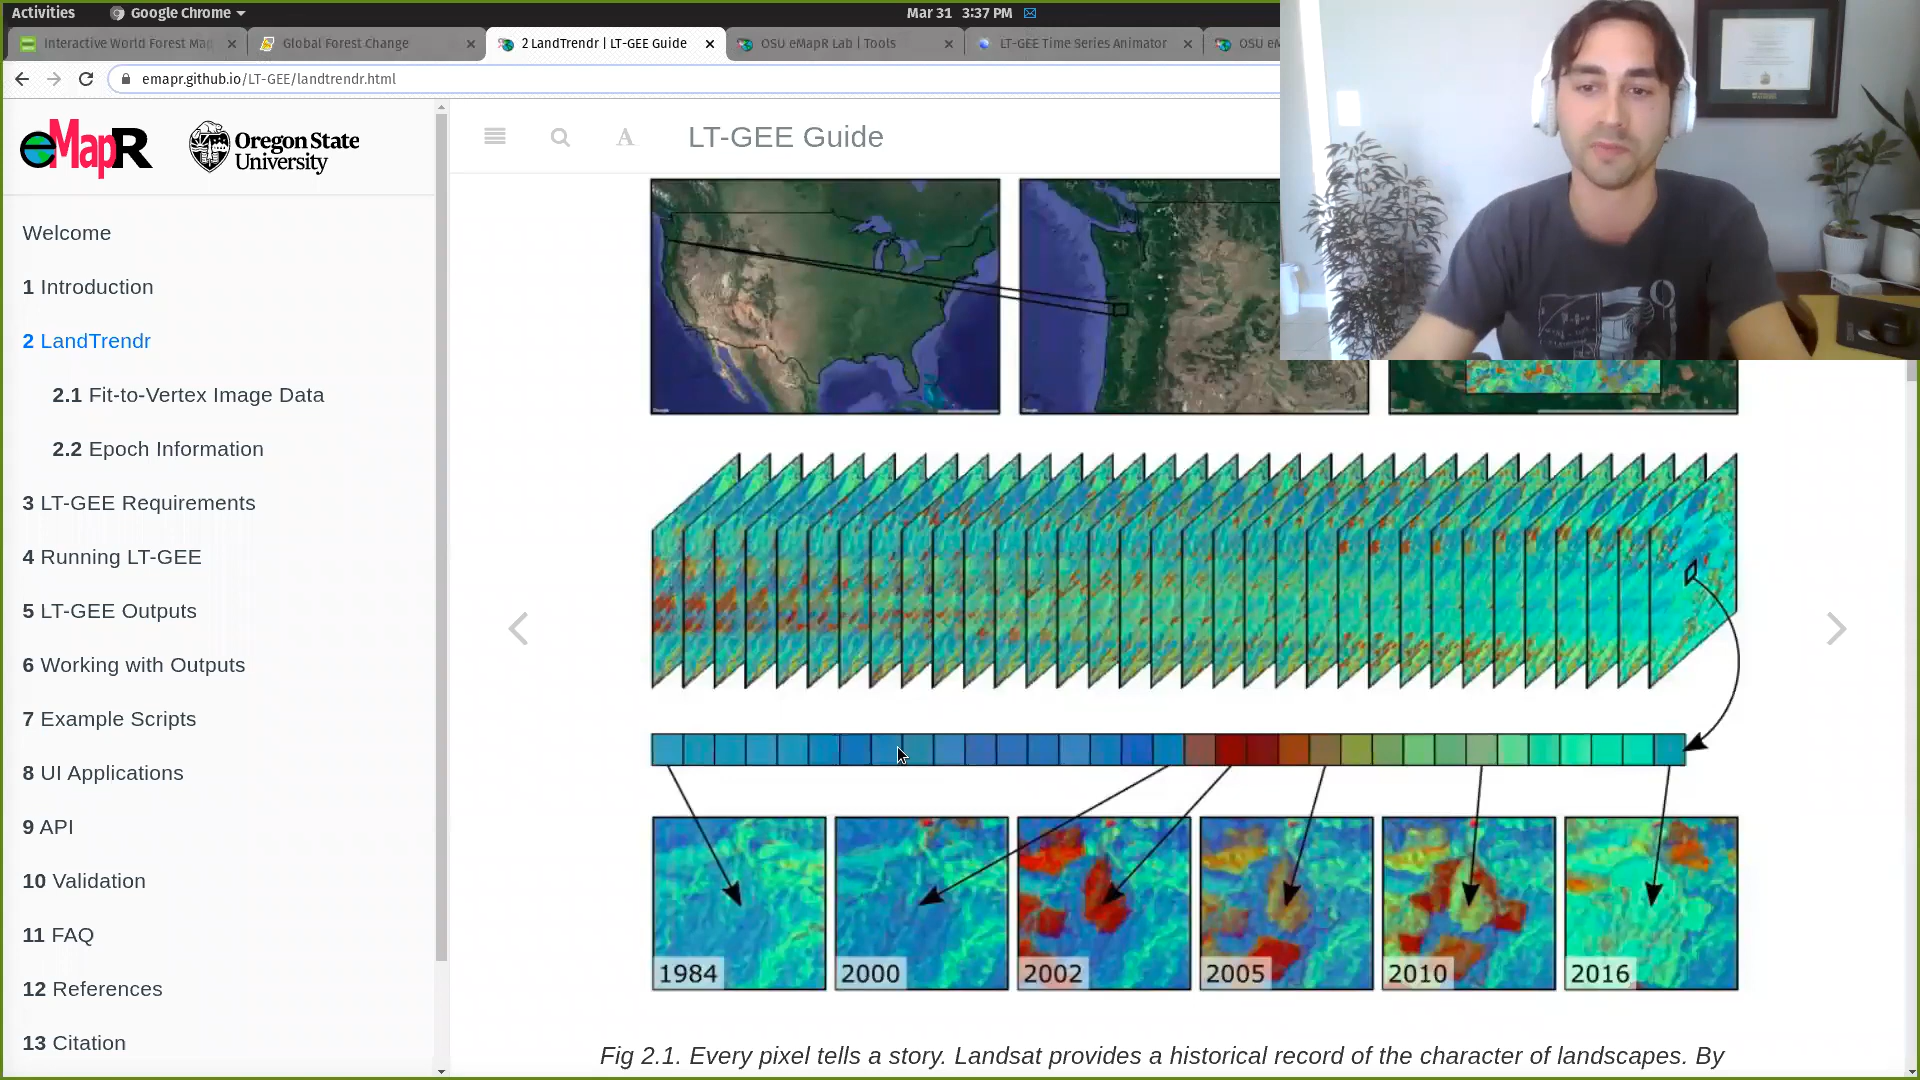 Activities
Google Chrome
Mar 31 3:37 PM
Interactive World Forest Map
Global Forest Change
2 LandTrendr | LT-GEE Guide
OSU eMapR Lab | Tools
LT-GEE Time Series Animator
OSU eM
emapr.github.io/LT-GEE/landtrendr.html
eMapR
Oregon State
University
LT-GEE Guide
Welcome
1 Introduction
2 LandTrendr
2.1 Fit-to-Vertex Image Data
2.2 Epoch Information
3 LT-GEE Requirements
4 Running LT-GEE
5 LT-GEE Outputs
6 Working with Outputs
7 Example Scripts
8 UI Applications
9 API
10 Validation
11 FAQ
12 References
13 Citation
1984
2000
2002
2005
2010
2016
Fig 2.1. Every pixel tells a story. Landsat provides a historical record of the character of landscapes. By